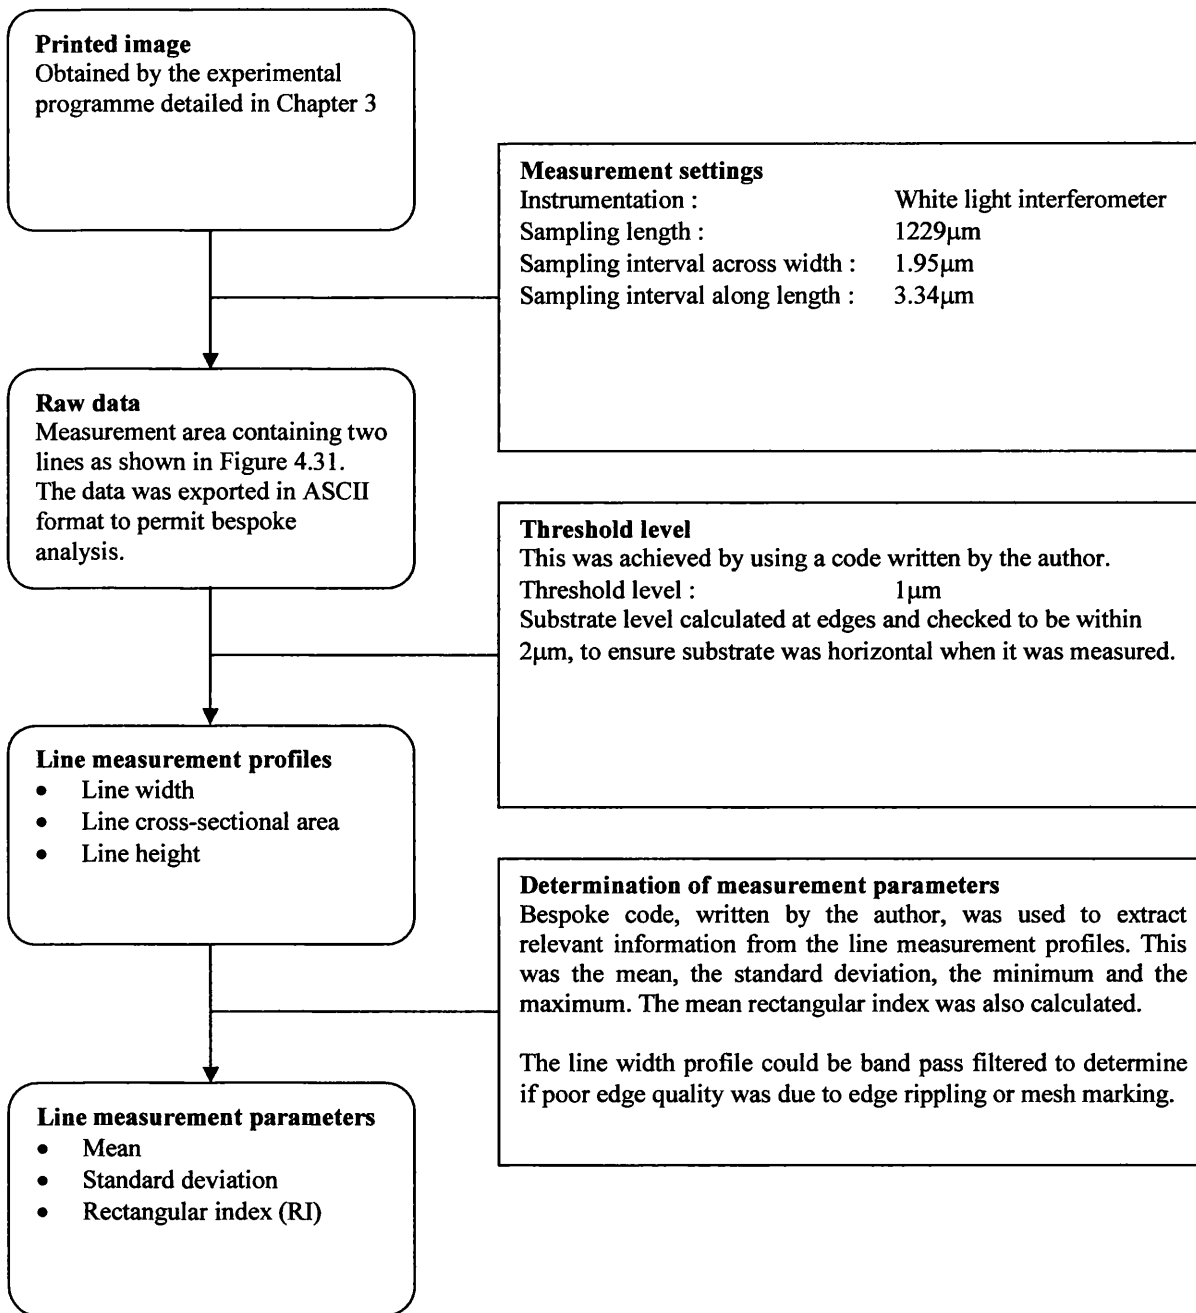 Printed image
Obtained by the experimental
programme detailed in Chapter 3
Measurement settings
Instrumentation : White light interferometer
Sampling length : 1229µm
Sampling interval across width : 1.95µm
Sampling interval along length : 3.34µm
Raw data
Measurement area containing two
lines as shown in Figure 4.31.
The data was exported in ASCII
format to permit bespoke
analysis.
Threshold level
This was achieved by using a code written by the author.
Threshold level : 1µm
Substrate level calculated at edges and checked to be within
2µm, to ensure substrate was horizontal when it was measured.
Line measurement profiles
• Line width
• Line cross-sectional area
• Line height
Determination of measurement parameters
Bespoke code, written by the author, was used to extract
relevant information from the line measurement profiles. This
was the mean, the standard deviation, the minimum and the
maximum. The mean rectangular index was also calculated.
The line width profile could be band pass filtered to determine
if poor edge quality was due to edge rippling or mesh marking.
Line measurement parameters
• Mean
• Standard deviation
• Rectangular index (RI)